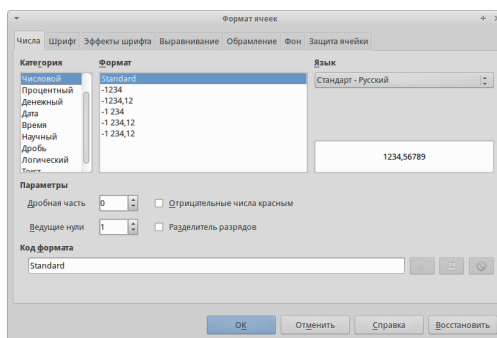 Формат ячеек
Числа Шрифт Эффекты шрифта Выравнивание Обрамление Фон Защита ячейки
Категория Формат Язык
Числовой
Процентный
Денежный
Дата
Время
Научный
Дробь
Логический
Текст
Standard
-1234
-1234,12
-1 234
-1 234,12
-1 234,12
Стандарт - Русский
1234,56789
Параметры
Дробная часть 0 Отрицательные числа красным
Ведущие нули 1 Разделитель разрядов
Код формата
Standard
ОК Отменить Справка Восстановить